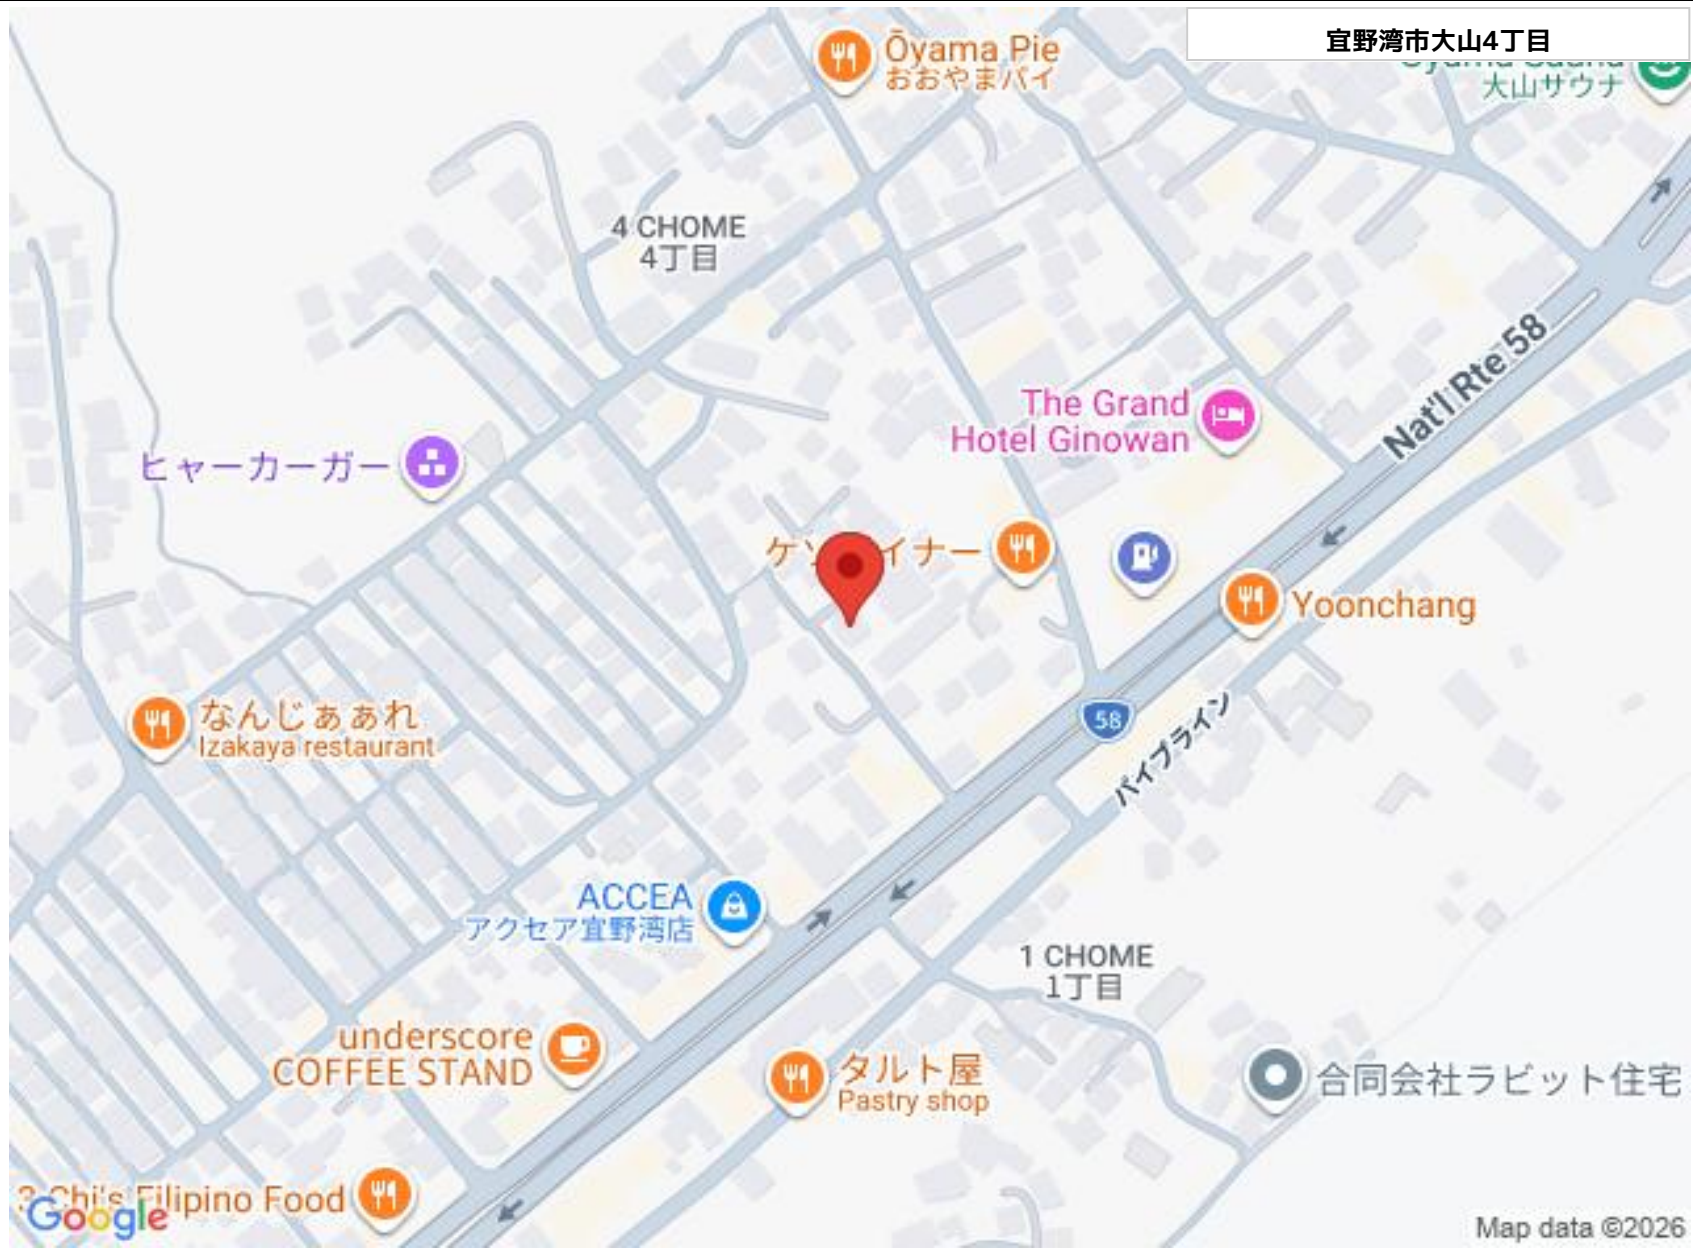 宜野湾市大山4丁目
Ōyama Pie
おおやまパイ
大山サウナ
4 CHOME
4丁目
Nat'l Rte 58
The Grand
Hotel Ginowan
ヒャーカーガー
イナー
Yoonchang
なんじぁぁれ
Izakaya restaurant
58
パイプライン
ACCEA
アクセア宜野湾店
1 CHOME
1丁目
underscore
COFFEE STAND
タルト屋
Pastry shop
合同会社ラビット住宅
Chi's Filipino Food
Google
Map data ©2026